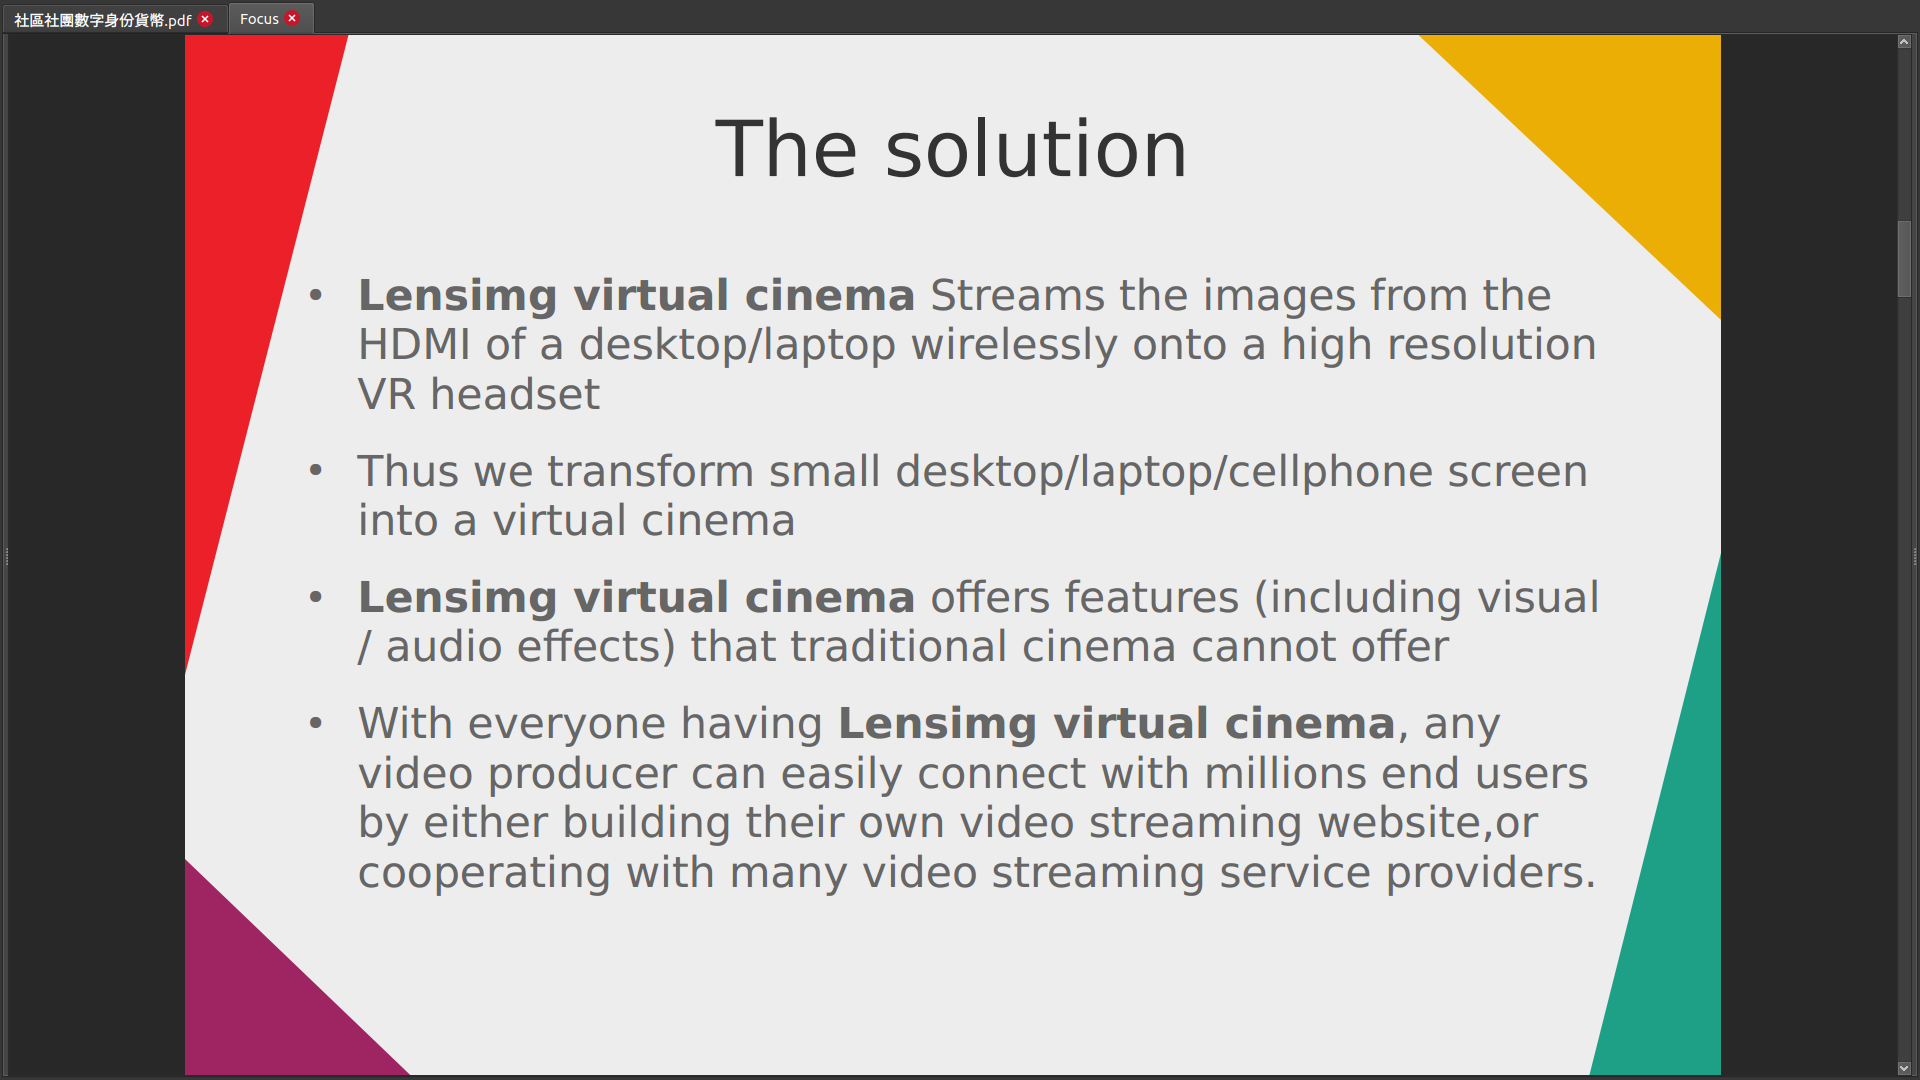 社區社團數字身份貨幣.pdf
Focus
The solution
• Lensimg virtual cinema Streams the images from the
HDMI of a desktop/laptop wirelessly onto a high resolution
VR headset
• Thus we transform small desktop/laptop/cellphone screen
into a virtual cinema
• Lensimg virtual cinema offers features (including visual
/ audio effects) that traditional cinema cannot offer
• With everyone having Lensimg virtual cinema, any
video producer can easily connect with millions end users
by either building their own video streaming website,or
cooperating with many video streaming service providers.